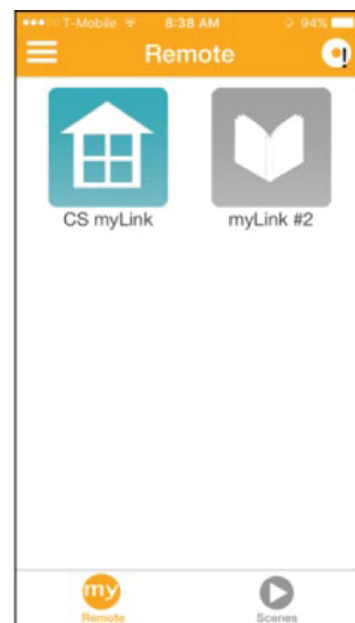 T-Mobile 8:38 AM 94%
Remote
!
CS myLink myLink #2
my
Remote Scenes